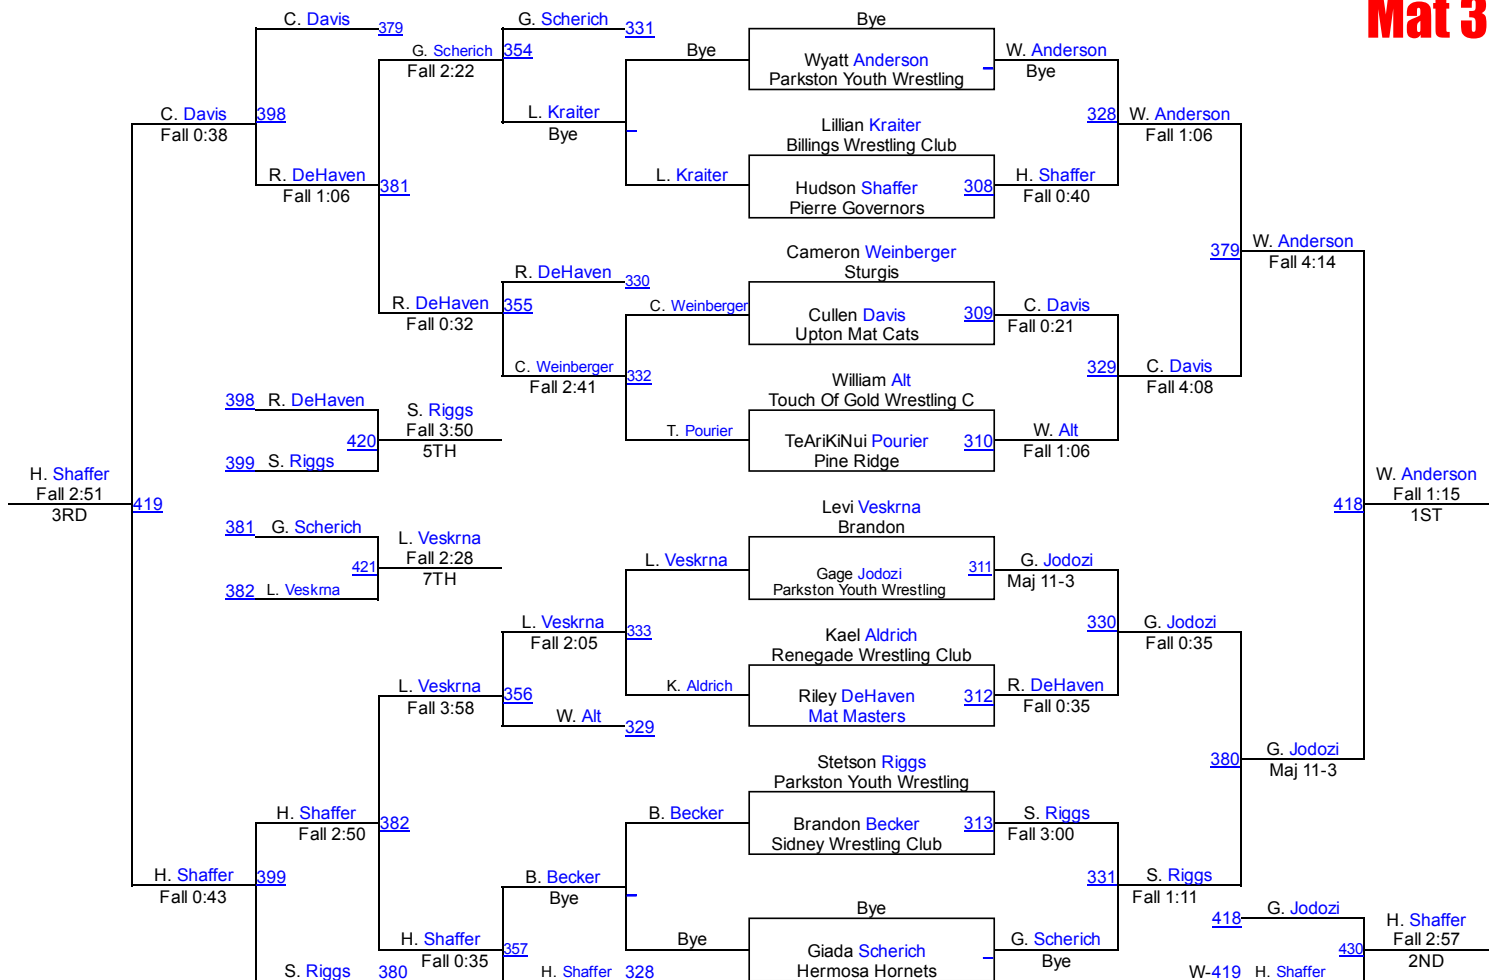 Mat 3
C. Davis
379
G. Scherich
354
Fall 2:22
G. Scherich
331
L. Kraiter
Bye
C. Davis
398
Fall 0:38
R. DeHaven
381
Fall 1:06
R. DeHaven
355
Fall 0:32
R. DeHaven
330
C. Weinberger
332
Fall 2:41
Bye
L. Kraiter
C. Weinberger
T. Pourier
398 R. DeHaven
420
399 S. Riggs
S. Riggs
Fall 3:50
5TH
H. Shaffer
Fall 2:51
3RD
419
381 G. Scherich
421
382 L. Veskrna
L. Veskrna
Fall 2:28
7TH
L. Veskrna
333
Fall 2:05
L. Veskrna
K. Aldrich
L. Veskrna
356
Fall 3:58
W. Alt
329
H. Shaffer
382
Fall 2:50
H. Shaffer
399
Fall 0:43
B. Becker
Bye
B. Becker
Bye
H. Shaffer
357
Fall 0:35
S. Riggs 380
H. Shaffer 328
Bye
Wyatt Anderson
Parkston Youth Wrestling
Lillian Kraiter
Billings Wrestling Club
Hudson Shaffer
308
Pierre Governors
Cameron Weinberger
Sturgis
Cullen Davis
309
Upton Mat Cats
William Alt
Touch Of Gold Wrestling C
TeAriKiNui Pourier
310
Pine Ridge
Levi Veskrna
Brandon
Gage Jodozi
311
Parkston Youth Wrestling
Kael Aldrich
Renegade Wrestling Club
Riley DeHaven
312
Mat Masters
Stetson Riggs
Parkston Youth Wrestling
Brandon Becker
313
Sidney Wrestling Club
Bye
Giada Scherich
Hermosa Hornets
W. Anderson
Bye
328
H. Shaffer
Fall 0:40
W. Anderson
Fall 1:06
C. Davis
Fall 0:21
329
W. Alt
Fall 1:06
C. Davis
Fall 4:08
379
W. Anderson
Fall 4:14
G. Jodozi
Maj 11-3
330
R. DeHaven
Fall 0:35
G. Jodozi
Fall 0:35
S. Riggs
Fall 3:00
331
G. Scherich
Bye
S. Riggs
Fall 1:11
380
G. Jodozi
Maj 11-3
418
W. Anderson
Fall 1:15
1ST
418 G. Jodozi
430
W-419 H. Shaffer
H. Shaffer
Fall 2:57
2ND